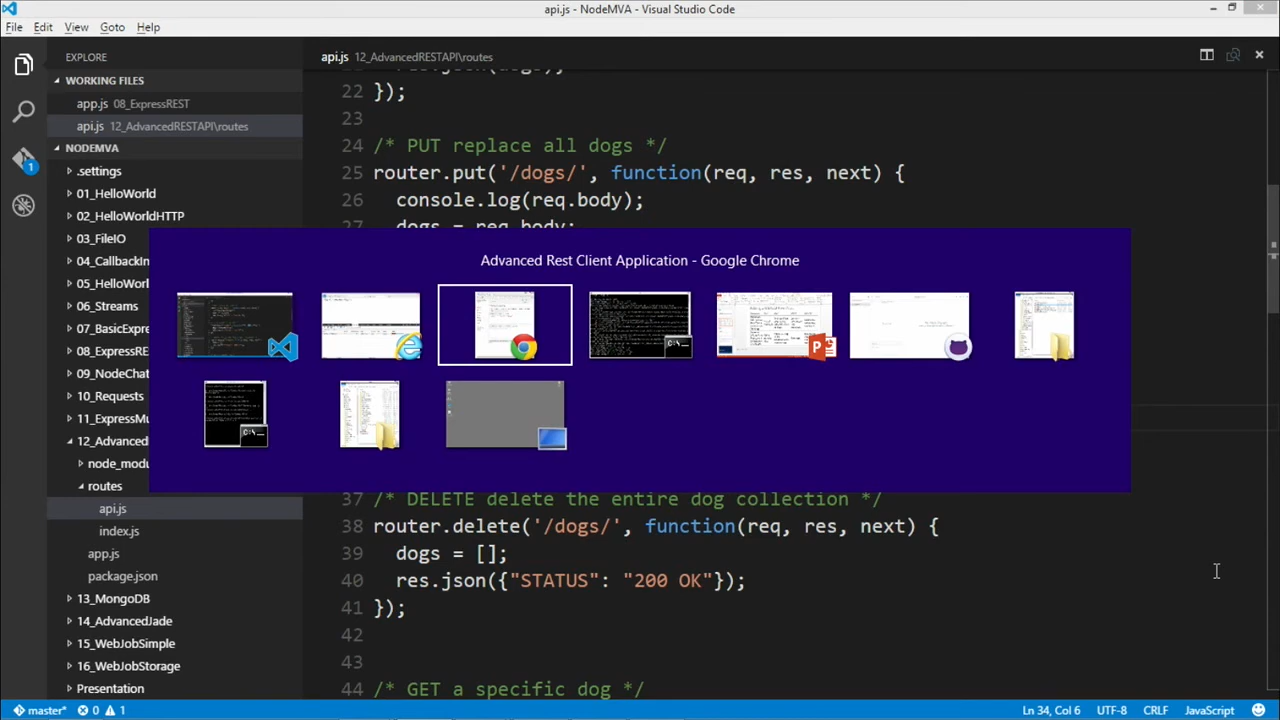 api.js - NodeMVA - Visual Studio Code
File Edit View Goto Help
EXPLORE
WORKING FILES
app.js 08_ExpressREST
api.js 12_AdvancedRESTAPI\routes
NODEMVA
.settings
01_HelloWorld
02_HelloWorldHTTP
03_FileIO
04_CallbackIn
05_HelloWorld
06_Streams
07_BasicExpre
08_ExpressRE
09_NodeChat
10_Requests
11_ExpressMu
12_Advanced
node_modu
routes
api.js
index.js
app.js
package.json
13_MongoDB
14_AdvancedJade
15_WebJobSimple
16_WebJobStorage
Presentation
api.js 12_AdvancedRESTAPI\routes
22 });
23
24 /* PUT replace all dogs */
25 router.put('/dogs/', function(req, res, next) {
26 console.log(req.body);
27 dogs = req.body;
Advanced Rest Client Application - Google Chrome
37 /* DELETE delete the entire dog collection */
38 router.delete('/dogs/', function(req, res, next) {
39 dogs = [];
40 res.json({"STATUS": "200 OK"});
41 });
42
43
44 /* GET a specific dog */
1
master* 0 1
Ln 34, Col 6 UTF-8 CRLF JavaScript